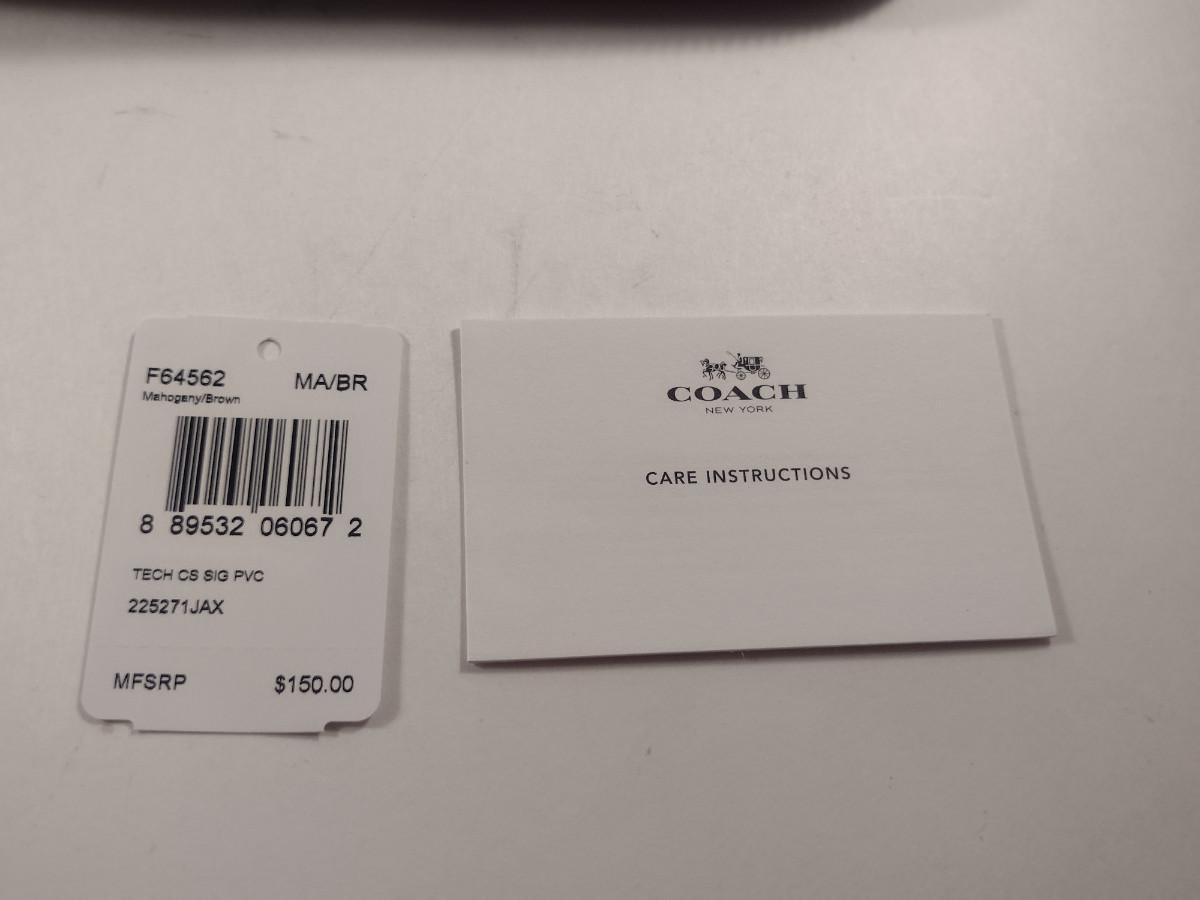 F64562 MA/BR
Mahogany/Brown
8 89532 06067 2
TECH CS SIG PVC
225271JAX
MFSRP $150.00
COACH
NEW YORK
CARE INSTRUCTIONS